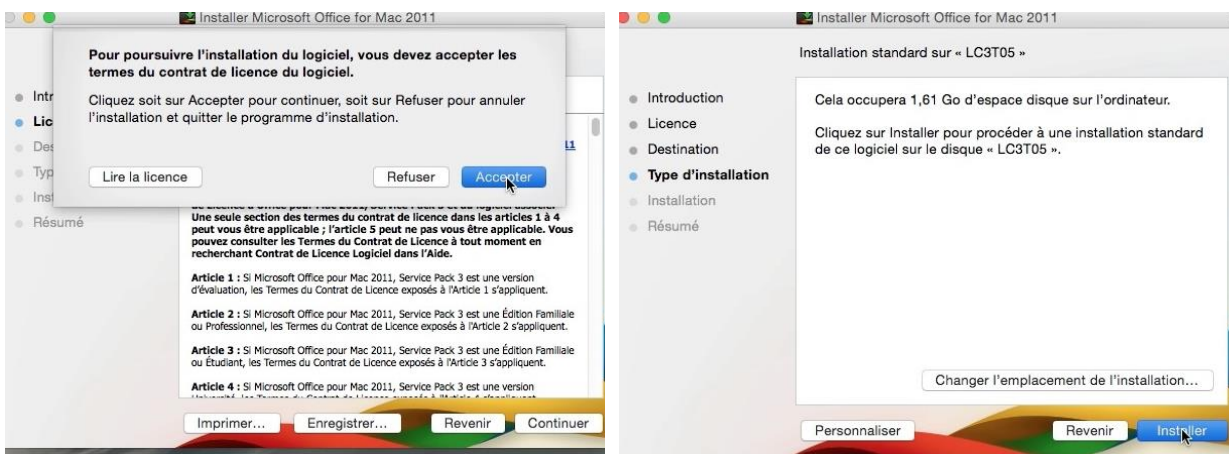 Installer Microsoft Office for Mac 2011
Pour poursuivre l'installation du logiciel, vous devez accepter les
termes du contrat de licence du logiciel.
Cliquez soit sur Accepter pour continuer, soit sur Refuser pour annuler
l'installation et quitter le programme d'installation.
Lire la licence
Refuser
Accepter
Intr
Lic
Des
Typ
Inst
Résumé
11
Une seule section des termes du contrat de licence dans les articles 1 à 4
peut vous être applicable ; l'article 5 peut ne pas vous être applicable. Vous
pouvez consulter les Termes du Contrat de Licence à tout moment en
recherchant Contrat de Licence Logiciel dans l'Aide.
Article 1 : Si Microsoft Office pour Mac 2011, Service Pack 3 est une version
d'évaluation, les Termes du Contrat de Licence exposés à l'Article 1 s'appliquent.
Article 2 : Si Microsoft Office pour Mac 2011, Service Pack 3 est une Édition Familiale
ou Professionnel, les Termes du Contrat de Licence exposés à l'Article 2 s'appliquent.
Article 3 : Si Microsoft Office pour Mac 2011, Service Pack 3 est une Édition Familiale
ou Étudiant, les Termes du Contrat de Licence exposés à l'Article 3 s'appliquent.
Article 4 : Si Microsoft Office pour Mac 2011, Service Pack 3 est une version
Imprimer...
Enregistrer...
Revenir
Continuer
Installer Microsoft Office for Mac 2011
Installation standard sur « LC3T05 »
Introduction
Licence
Destination
Type d'installation
Installation
Résumé
Cela occupera 1,61 Go d'espace disque sur l'ordinateur.
Cliquez sur Installer pour procéder à une installation standard
de ce logiciel sur le disque « LC3T05 ».
Changer l'emplacement de l'installation...
Personnaliser
Revenir
Installer